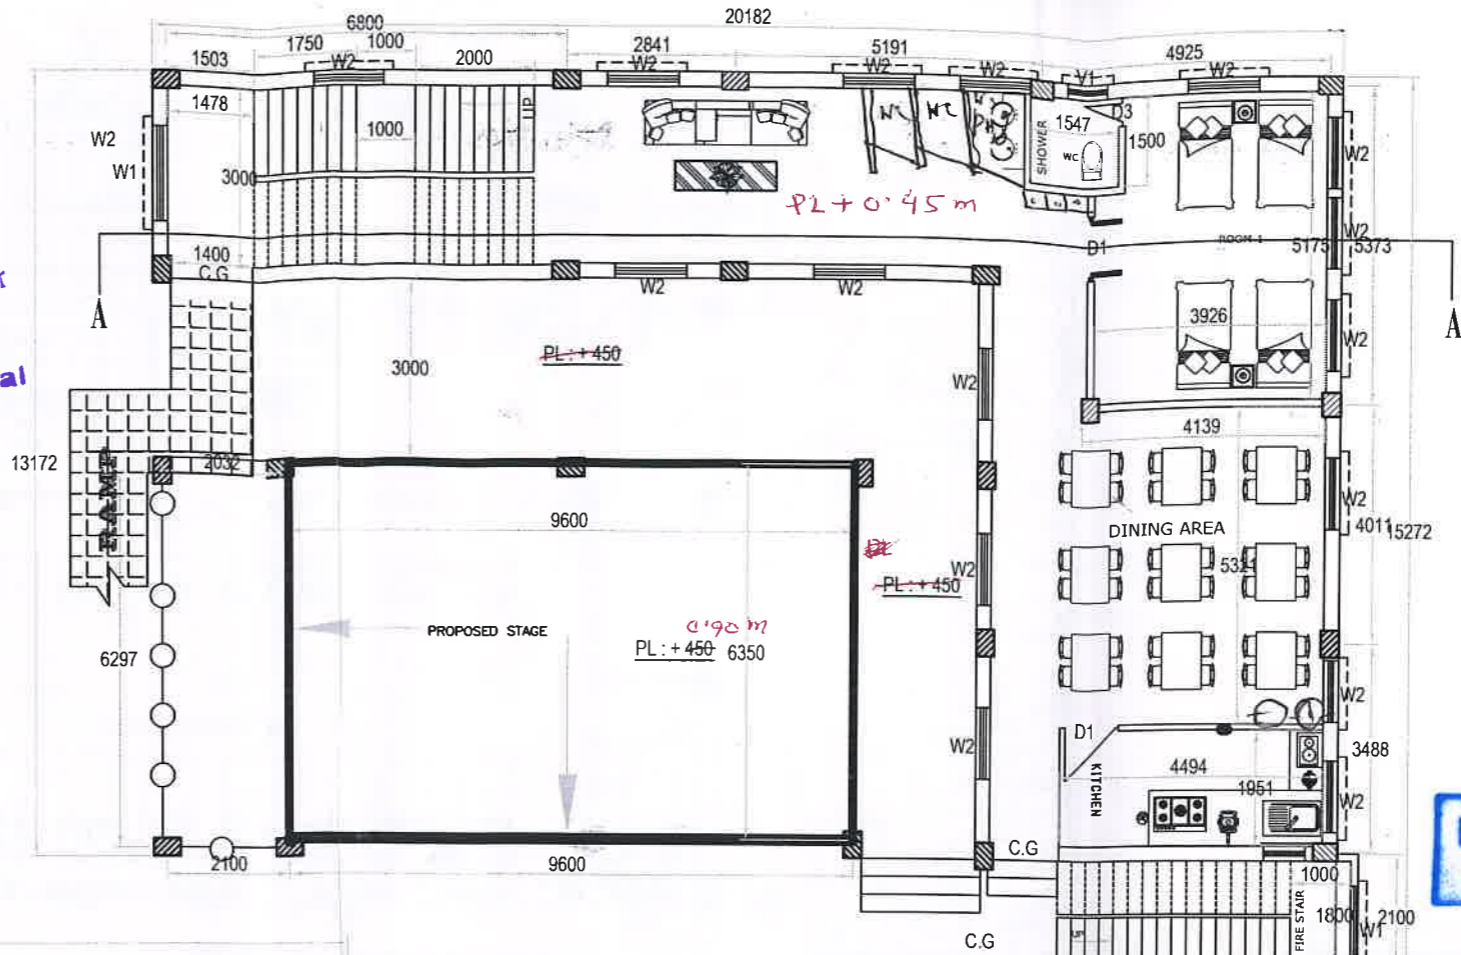 20182
6800
1503 1750 1000 2000 2841 5191 4925
W2 W2 W2 W2 V1 W2
1478 1000 UP WC WC SHOWER 1547 D3
W2
W1
3000
WC 1500
W2
PL + 0.45 m
1400
C.G
D1 ROOM-1 W2 5175 5373
A A
W2 W2
3926
W2
al
3000
PL : + 450
W2
4139
13172
RAMP
2032
9600
W2
DINING AREA
4011 15272
W2
5321
PL : + 450
PROPOSED STAGE
0.90 m
PL : + 450 6350
6297
W2
D1
W2
KITCHEN
4494
1951
3488
W2
C.G
2100 9600
1000
FIRE STAIR
1800 2100
UP
W1
C.G